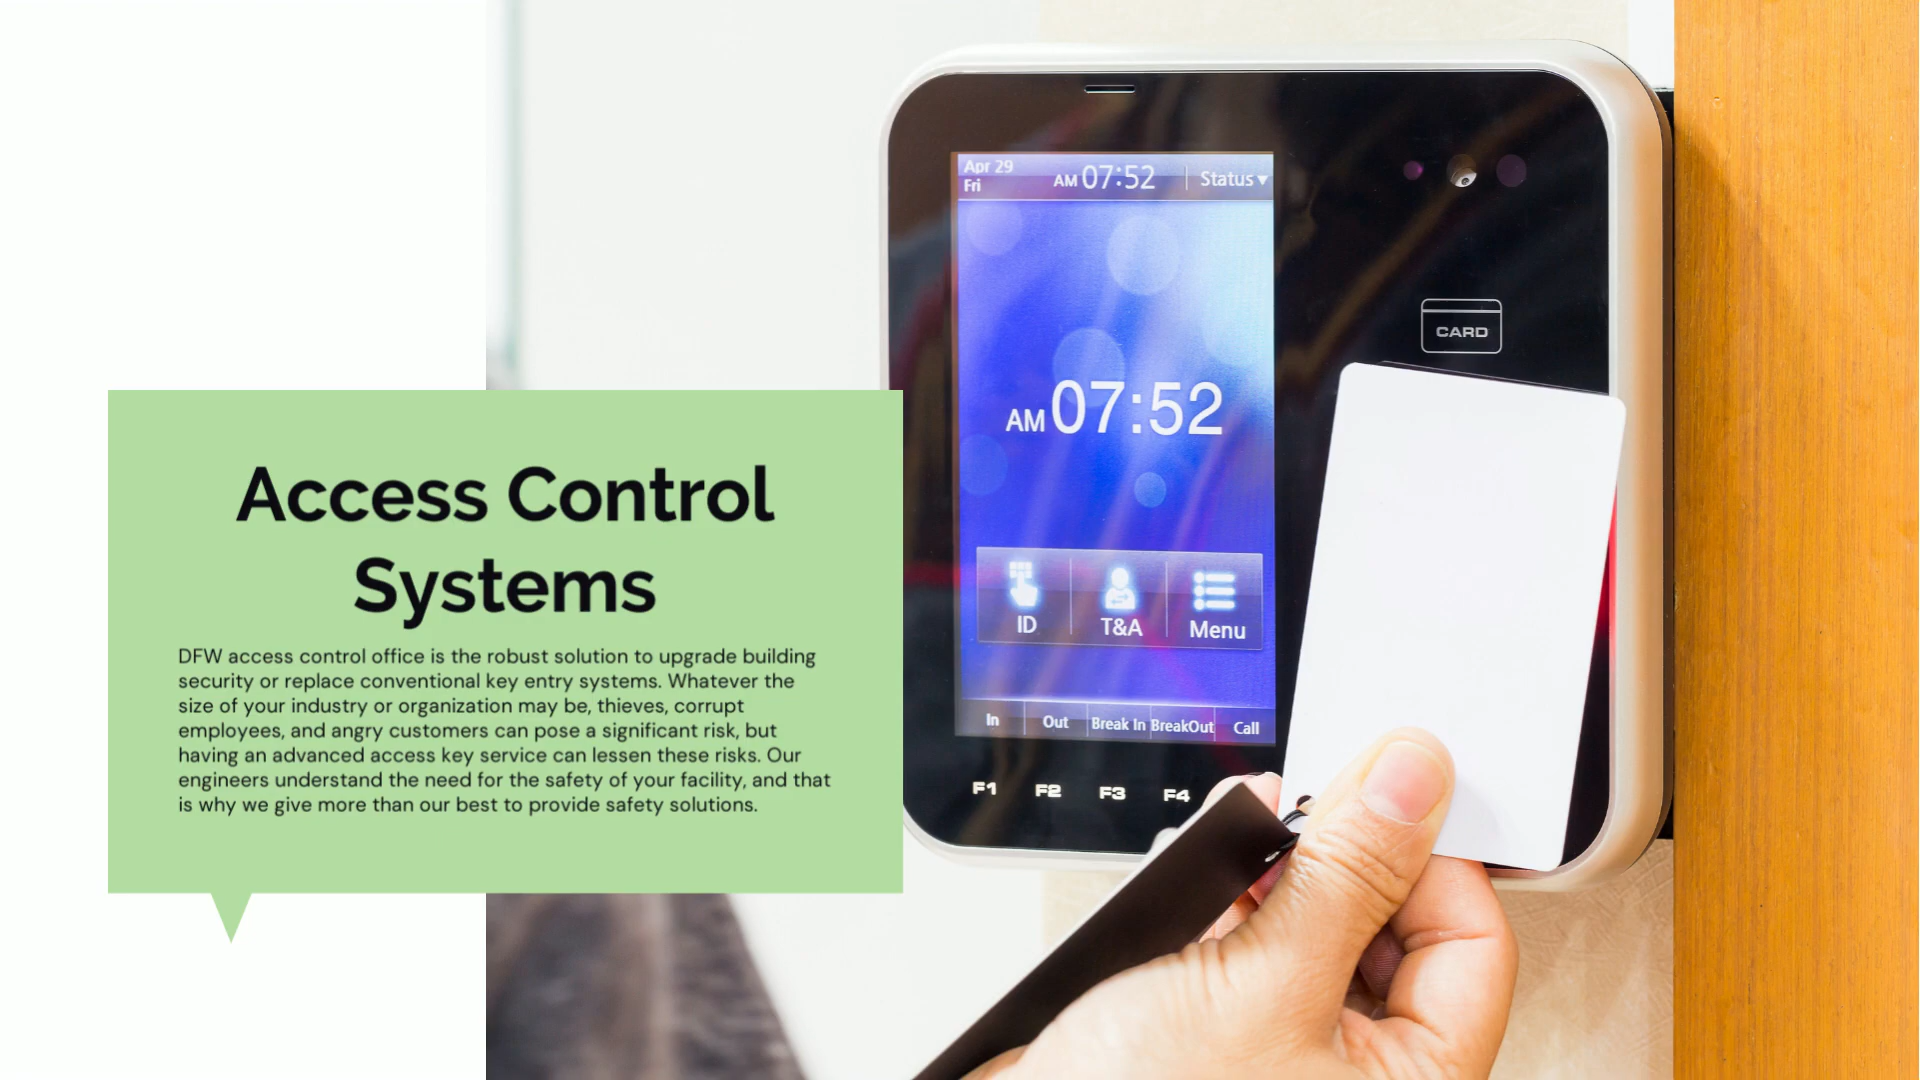 Access Control
Systems
DFW access control office is the robust solution to upgrade building
security or replace conventional key entry systems. Whatever the
size of your industry or organization may be, thieves, corrupt
employees, and angry customers can pose a significant risk, but
having an advanced access key service can lessen these risks. Our
engineers understand the need for the safety of your facility, and that
is why we give more than our best to provide safety solutions.
Apr 29
Fri
AM 07:52
Status ▾
AM 07:52
ID
T&A
Menu
In
Out
Break In
BreakOut
Call
F1
F2
F3
F4
CARD